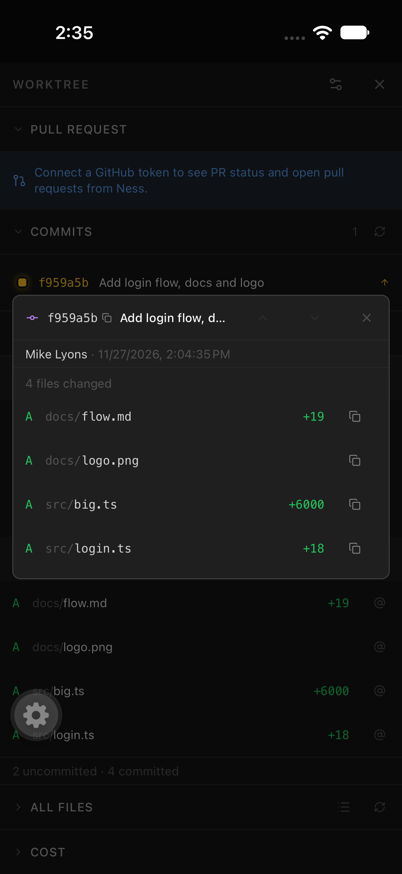 2:35
WORKTREE
PULL REQUEST
Connect a GitHub token to see PR status and open pull
requests from Ness.
COMMITS 1
f959a5b Add login flow, docs and logo
f959a5b Add login flow, d...
Mike Lyons · 11/27/2026, 2:04:35 PM
4 files changed
A docs/flow.md +19
A docs/logo.png
A src/big.ts +6000
A src/login.ts +18
A docs/flow.md +19
A docs/logo.png
A src/big.ts +6000
A login.ts +18
2 uncommitted · 4 committed
ALL FILES
COST